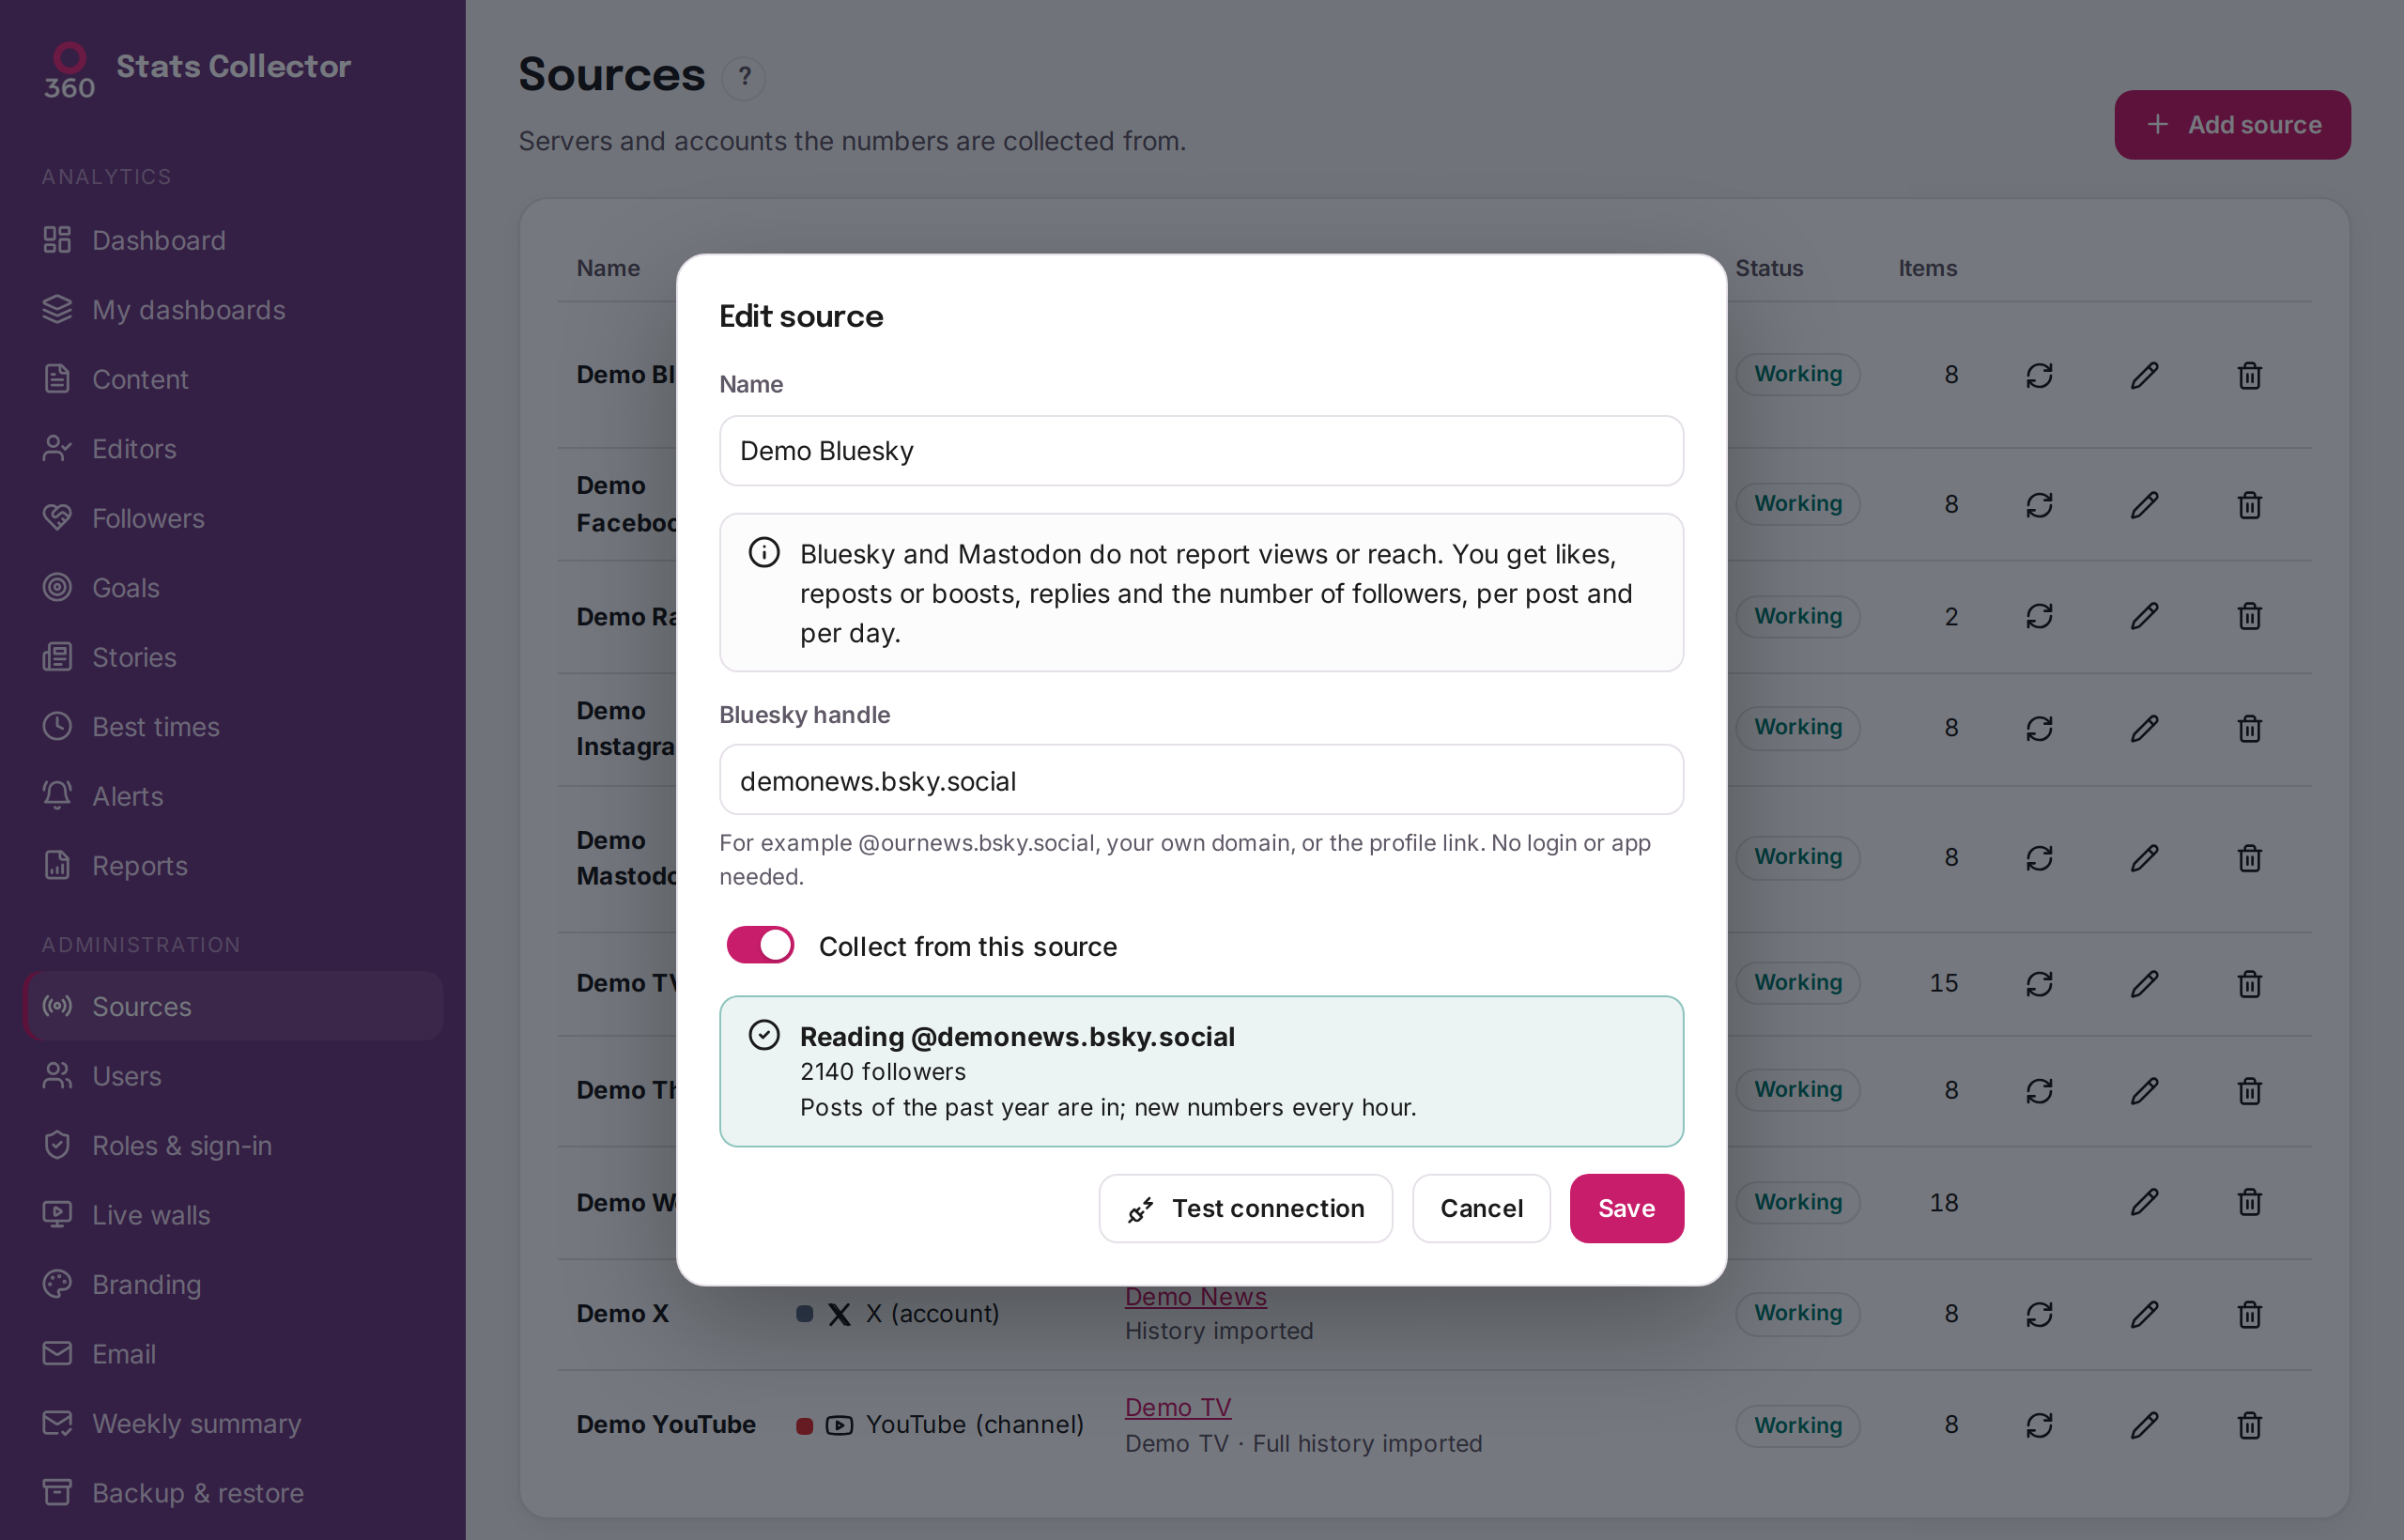 360
Stats Collector
ANALYTICS
Dashboard
My dashboards
Content
Editors
Followers
Goals
Stories
Best times
Alerts
Reports
ADMINISTRATION
Sources
Users
Roles & sign-in
Live walls
Branding
Email
Weekly summary
Backup & restore
Sources ?
Servers and accounts the numbers are collected from.
Add source
Name Status Items
Demo Working 8
Demo Working 8
Demo Working 2
Demo Working 8
Demo Working 8
Demo Working 15
Demo Working 8
Demo Working 18
Demo X X (account) Demo News Working 8
History imported
Demo YouTube YouTube (channel) Demo TV Working 8
Demo TV · Full history imported
Edit source
Name
Demo Bluesky
Bluesky and Mastodon do not report views or reach. You get likes,
reposts or boosts, replies and the number of followers, per post and
per day.
Bluesky handle
demonews.bsky.social
For example @ournews.bsky.social, your own domain, or the profile link. No login or app
needed.
Collect from this source
Reading @demonews.bsky.social
2140 followers
Posts of the past year are in; new numbers every hour.
Test connection
Cancel
Save